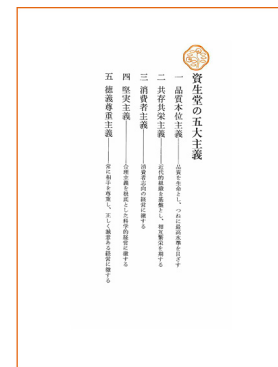 資生堂の五大主義
一 品質本位主義――品質を生命とし、つねに最高水準を目ざす
二 共存共栄主義――近代的組織を基盤とし、相互繁栄を期する
三 消費者主義――消費者志向の経営に徹する
四 堅実主義――合理主義を根底とした科学的経営に徹する
五 徳義尊重主義――常に相手を尊重し、正しく誠意ある経営に徹する